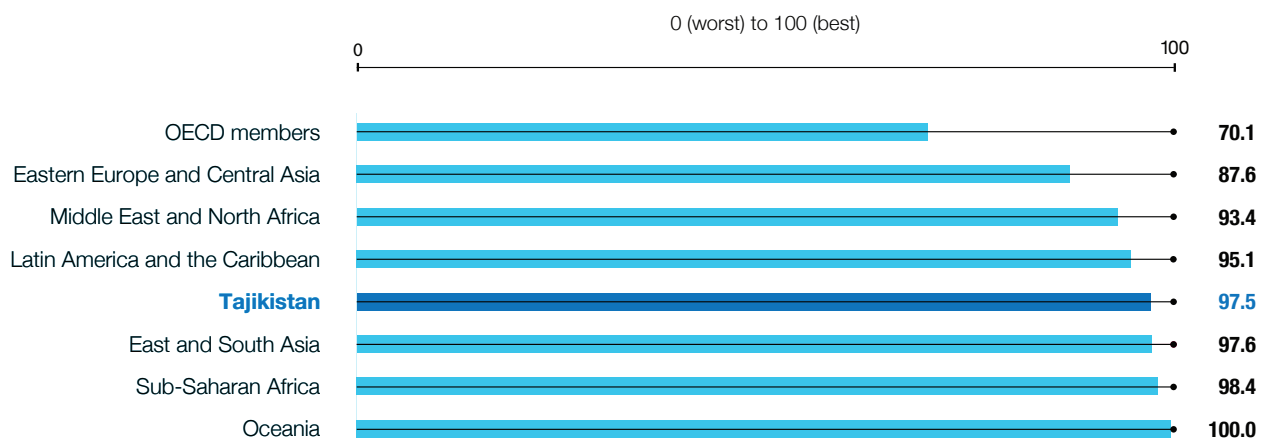 0 (worst) to 100 (best)
0 100
OECD members 70.1
Eastern Europe and Central Asia 87.6
Middle East and North Africa 93.4
Latin America and the Caribbean 95.1
Tajikistan 97.5
East and South Asia 97.6
Sub-Saharan Africa 98.4
Oceania 100.0